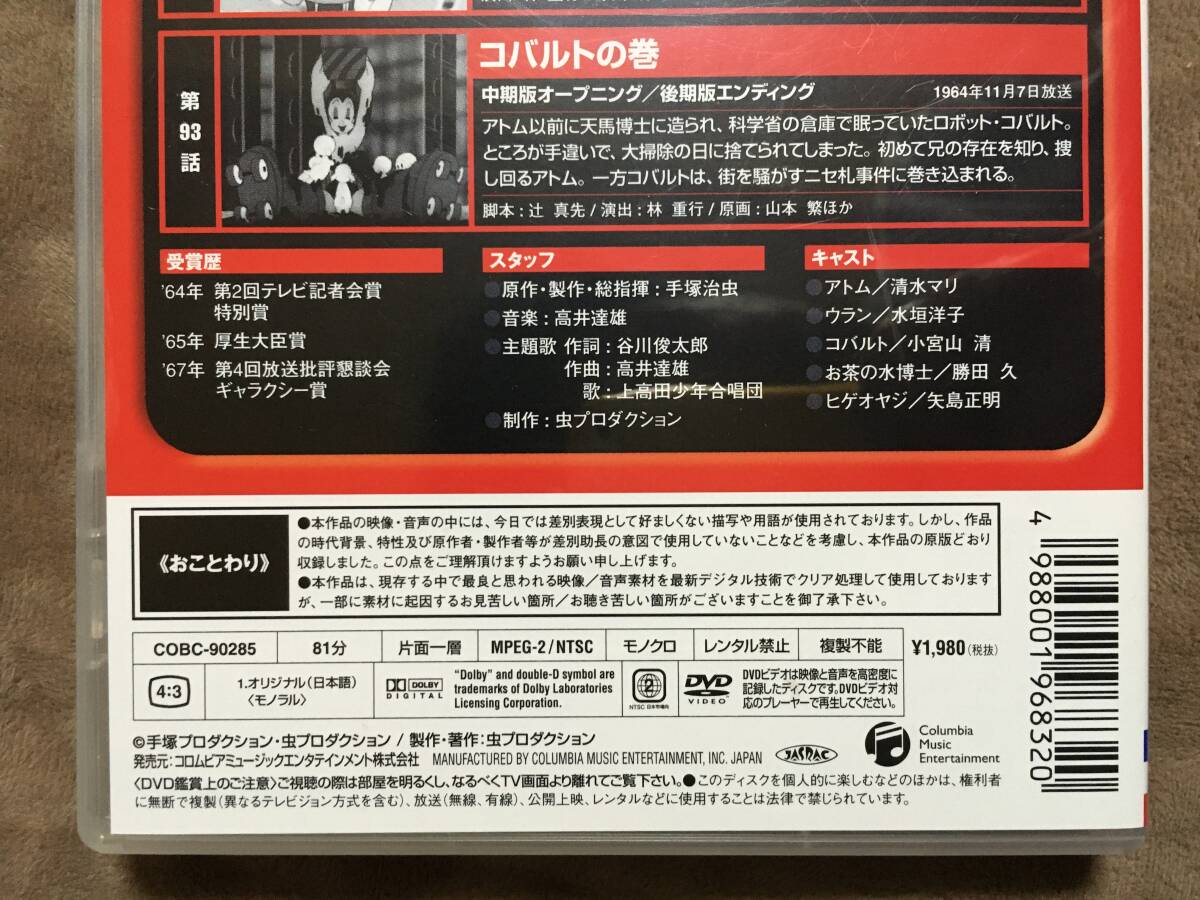 第93話
コバルトの巻
中期版オープニング／後期版エンディング 1964年11月7日放送
アトム以前に天馬博士に造られ、科学省の倉庫で眠っていたロボット・コバルト。
ところが手違いで、大掃除の日に捨てられてしまった。初めて兄の存在を知り、捜
し回るアトム。一方コバルトは、街を騒がすニセ札事件に巻き込まれる。
脚本：辻 真先 / 演出：林 重行 / 原画：山本 繁ほか
受賞歴
'64年 第2回テレビ記者会賞
特別賞
'65年 厚生大臣賞
'67年 第4回放送批評懇談会
ギャラクシー賞
スタッフ
●原作・製作・総指揮：手塚治虫
●音楽：高井達雄
●主題歌 作詞：谷川俊太郎
作曲：高井達雄
歌：上高田少年合唱団
●制作：虫プロダクション
キャスト
●アトム／清水マリ
●ウラン／水垣洋子
●コバルト／小宮山 清
●お茶の水博士／勝田 久
●ヒゲオヤジ／矢島正明
《おことわり》
●本作品の映像・音声の中には、今日では差別表現として好ましくない描写や用語が使用されております。しかし、作品
の時代背景、特性及び原作者・製作者等が差別助長の意図で使用していないことなどを考慮し、本作品の原版どおり
収録しました。この点をご理解頂けますようお願い申し上げます。
●本作品は、現存する中で最良と思われる映像／音声素材を最新デジタル技術でクリア処理して使用しております
が、一部に素材に起因するお見苦しい箇所／お聴き苦しい箇所がございますことを御了承下さい。
COBC-90285 81分 片面一層 MPEG-2/NTSC モノクロ レンタル禁止 複製不能 ¥1,980(税抜)
4:3
1.オリジナル(日本語)
〈モノラル〉
DOLBY
DIGITAL
"Dolby" and double-D symbol are
trademarks of Dolby Laboratories
Licensing Corporation.
2
NTSC 日本市場向
DVD
VIDEO
DVDビデオは映像と音声を高密度に
記録したディスクです。DVDビデオ対
応のプレーヤーで再生してください。
©手塚プロダクション・虫プロダクション / 製作・著作：虫プロダクション
発売元：コロムビアミュージックエンタテインメント株式会社 MANUFACTURED BY COLUMBIA MUSIC ENTERTAINMENT, INC. JAPAN
JASRAC
Columbia
Music
Entertainment
〈DVD鑑賞上のご注意〉ご視聴の際は部屋を明るくし、なるべくTV画面より離れてご覧下さい。●このディスクを個人的に楽しむなどのほかは、権利者
に無断で複製(異なるテレビジョン方式を含む)、放送(無線、有線)、公開上映、レンタルなどに使用することは法律で禁じられています。
4 988001 968320